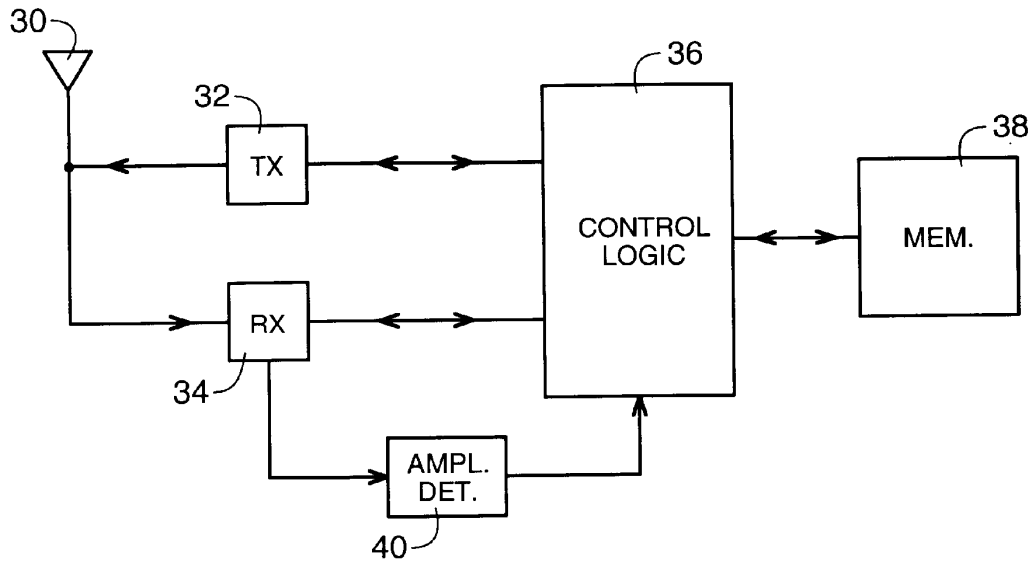 30
36
32
38
TX
CONTROL
LOGIC
MEM.
RX
34
AMPL.
DET.
40